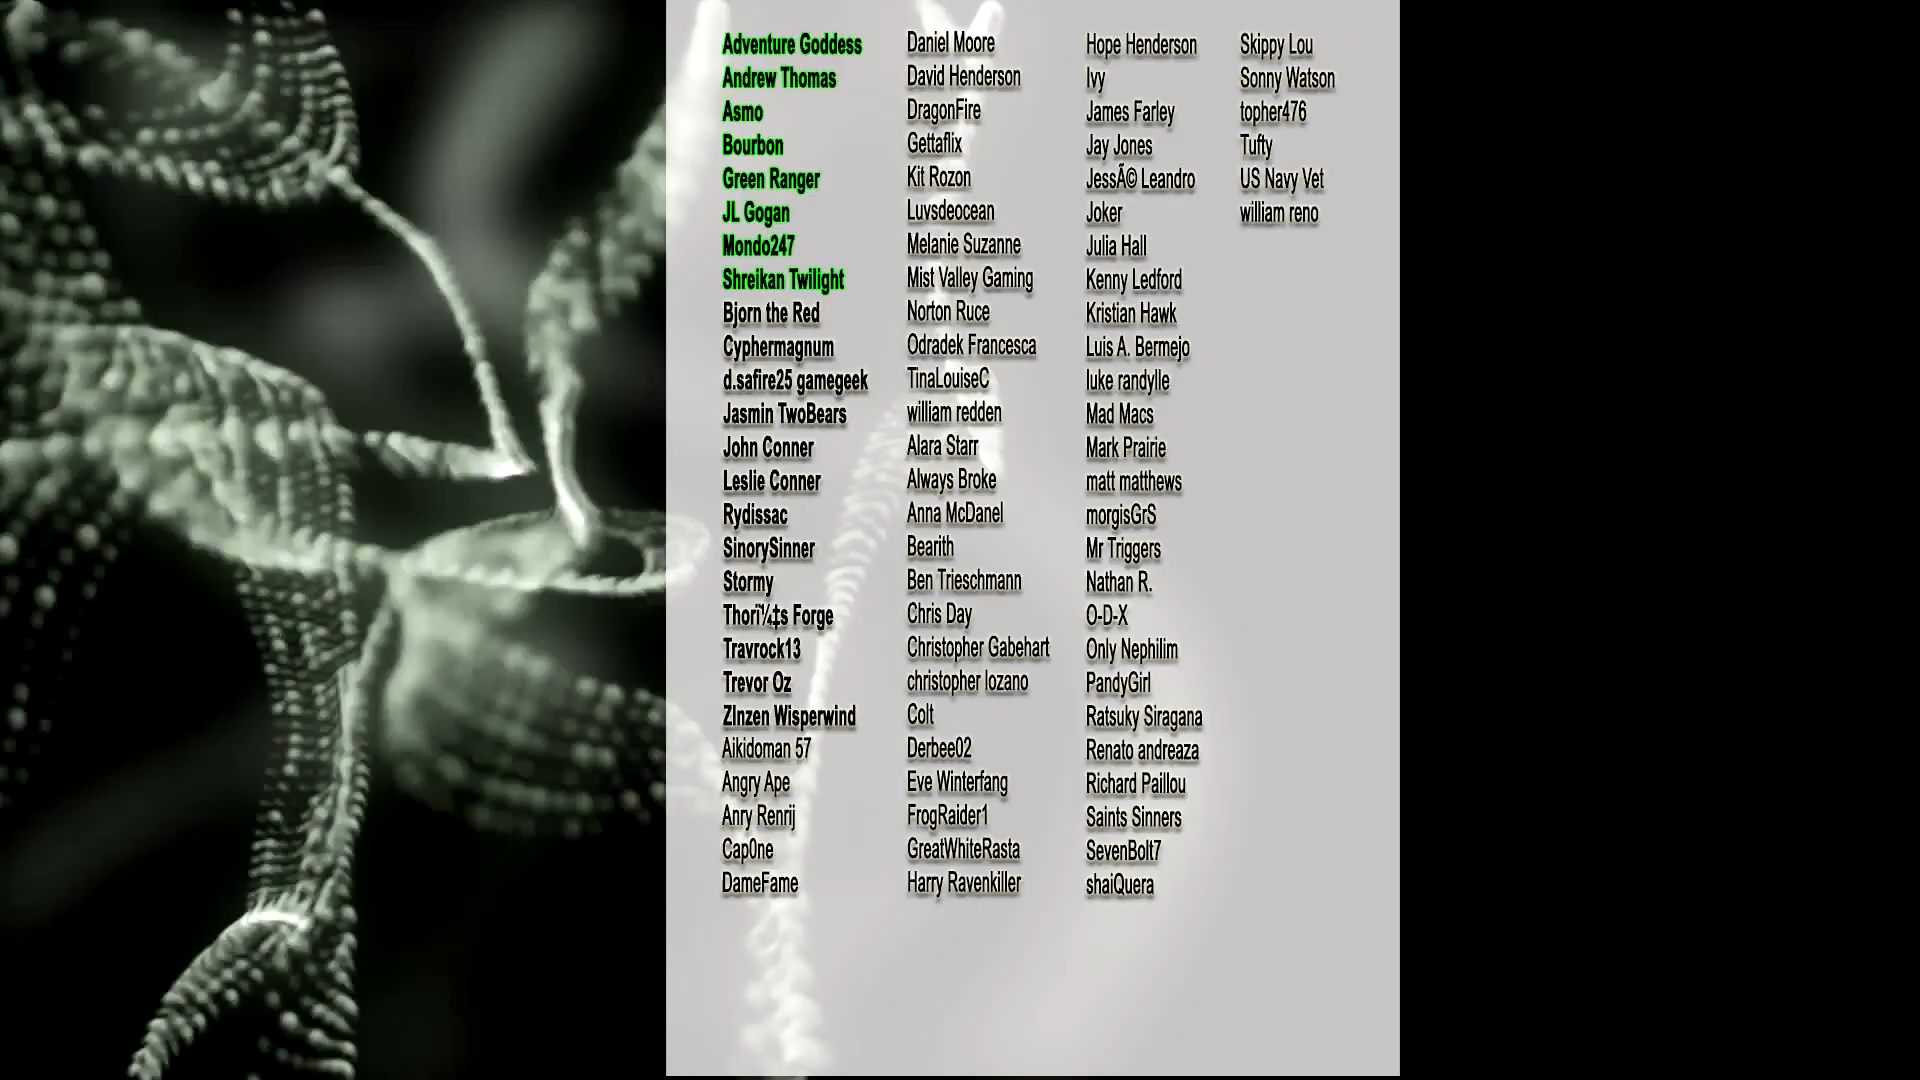 Adventure Goddess
Andrew Thomas
Asmo
Bourbon
Green Ranger
JL Gogan
Mondo247
Shreikan Twilight
Bjorn the Red
Cyphermagnum
d.safire25 gamegeek
Jasmin TwoBears
John Conner
Leslie Conner
Rydissac
SinorySinner
Stormy
Thorï¼‡s Forge
Travrock13
Trevor Oz
ZInzen Wisperwind
Aikidoman 57
Angry Ape
Anry Renrij
Cap0ne
DameFame
Daniel Moore
David Henderson
DragonFire
Gettaflix
Kit Rozon
Luvsdeocean
Melanie Suzanne
Mist Valley Gaming
Norton Ruce
Odradek Francesca
TinaLouiseC
william redden
Alara Starr
Always Broke
Anna McDanel
Bearith
Ben Trieschmann
Chris Day
Christopher Gabehart
christopher lozano
Colt
Derbee02
Eve Winterfang
FrogRaider1
GreatWhiteRasta
Harry Ravenkiller
Hope Henderson
Ivy
James Farley
Jay Jones
JessÃ© Leandro
Joker
Julia Hall
Kenny Ledford
Kristian Hawk
Luis A. Bermejo
luke randylle
Mad Macs
Mark Prairie
matt matthews
morgisGrS
Mr Triggers
Nathan R.
O-D-X
Only Nephilim
PandyGirl
Ratsuky Siragana
Renato andreaza
Richard Paillou
Saints Sinners
SevenBolt7
shaiQuera
Skippy Lou
Sonny Watson
topher476
Tufty
US Navy Vet
william reno